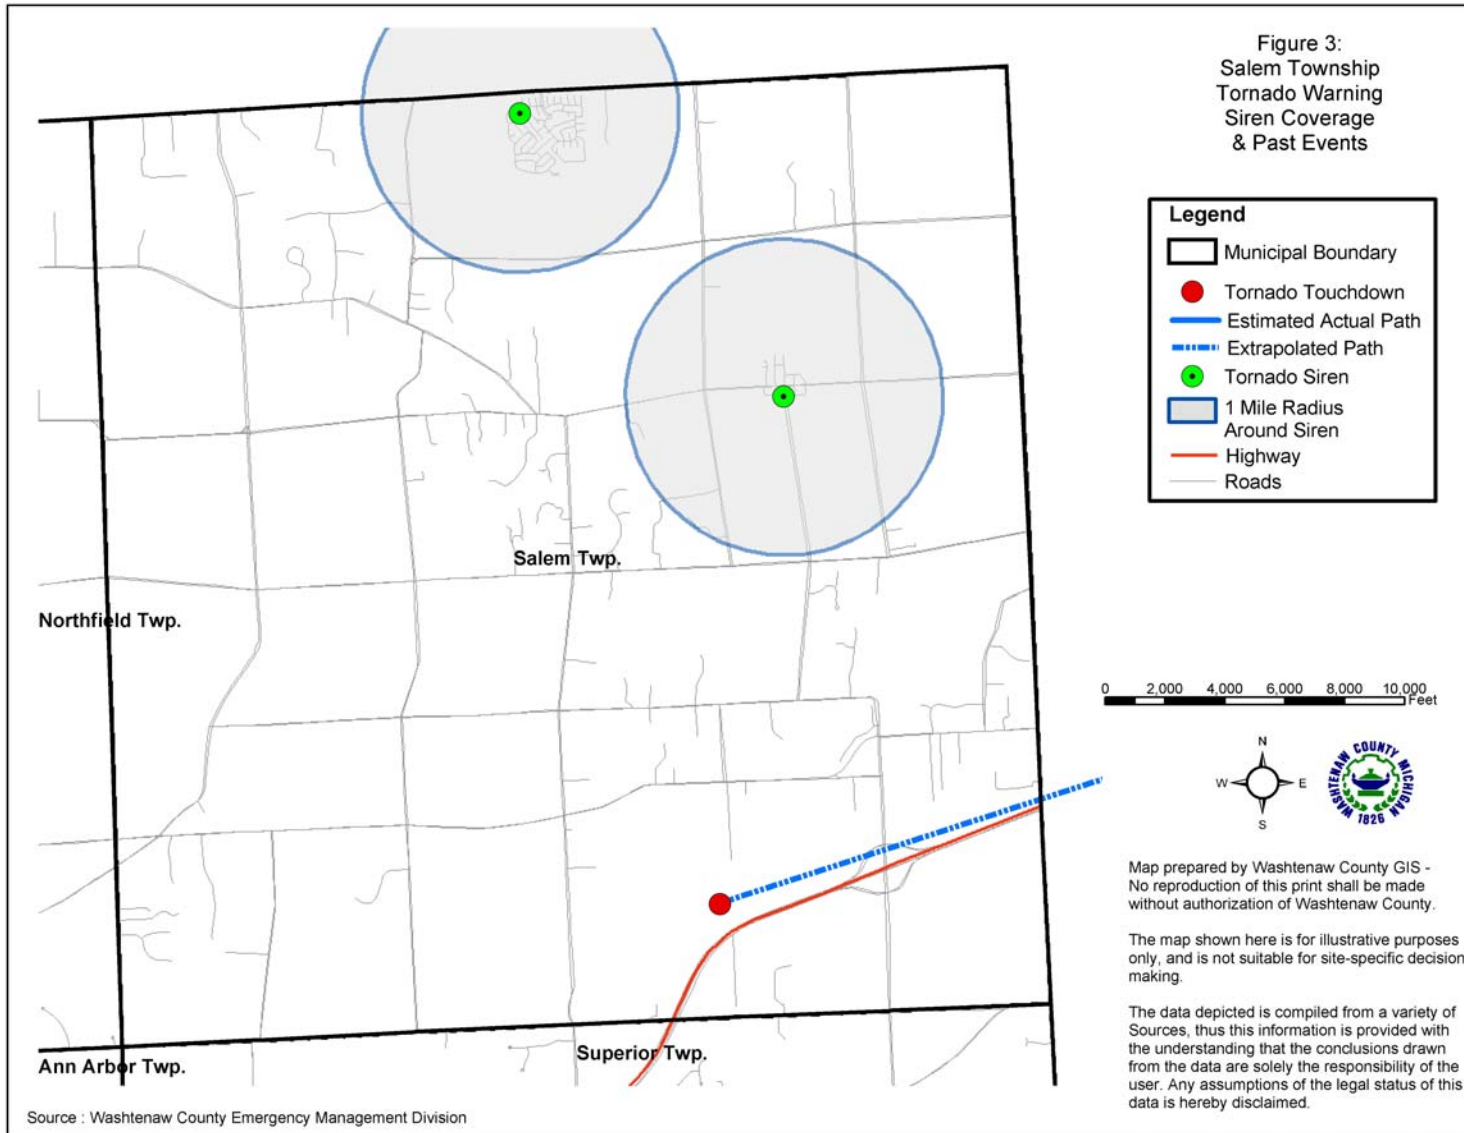 Figure 3:
Salem Township
Tornado Warning
Siren Coverage
& Past Events
Legend
Municipal Boundary
Tornado Touchdown
Estimated Actual Path
Extrapolated Path
Tornado Siren
1 Mile Radius
Around Siren
Highway
Roads
Salem Twp.
Northfield Twp.
Ann Arbor Twp.
Superior Twp.
0 2,000 4,000 6,000 8,000 10,000
Feet
N
W E
S
WASHTENAW COUNTY MICHIGAN
1826
Map prepared by Washtenaw County GIS -
No reproduction of this print shall be made
without authorization of Washtenaw County.
The map shown here is for illustrative purposes
only, and is not suitable for site-specific decision
making.
The data depicted is compiled from a variety of
Sources, thus this information is provided with
the understanding that the conclusions drawn
from the data are solely the responsibility of the
user. Any assumptions of the legal status of this
data is hereby disclaimed.
Source : Washtenaw County Emergency Management Division